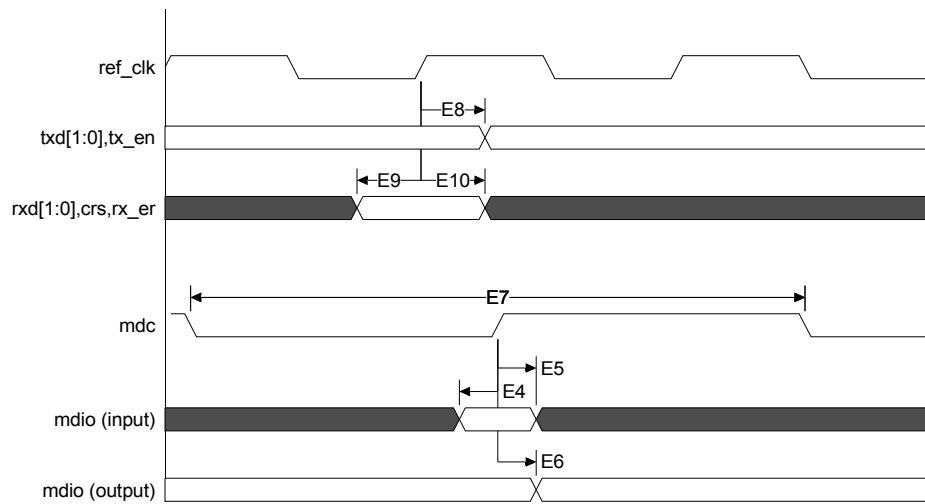 ref_clk
E8
txd[1:0],tx_en
E9
E10
rxd[1:0],crs,rx_er
E7
mdc
E5
E4
mdio (input)
E6
mdio (output)